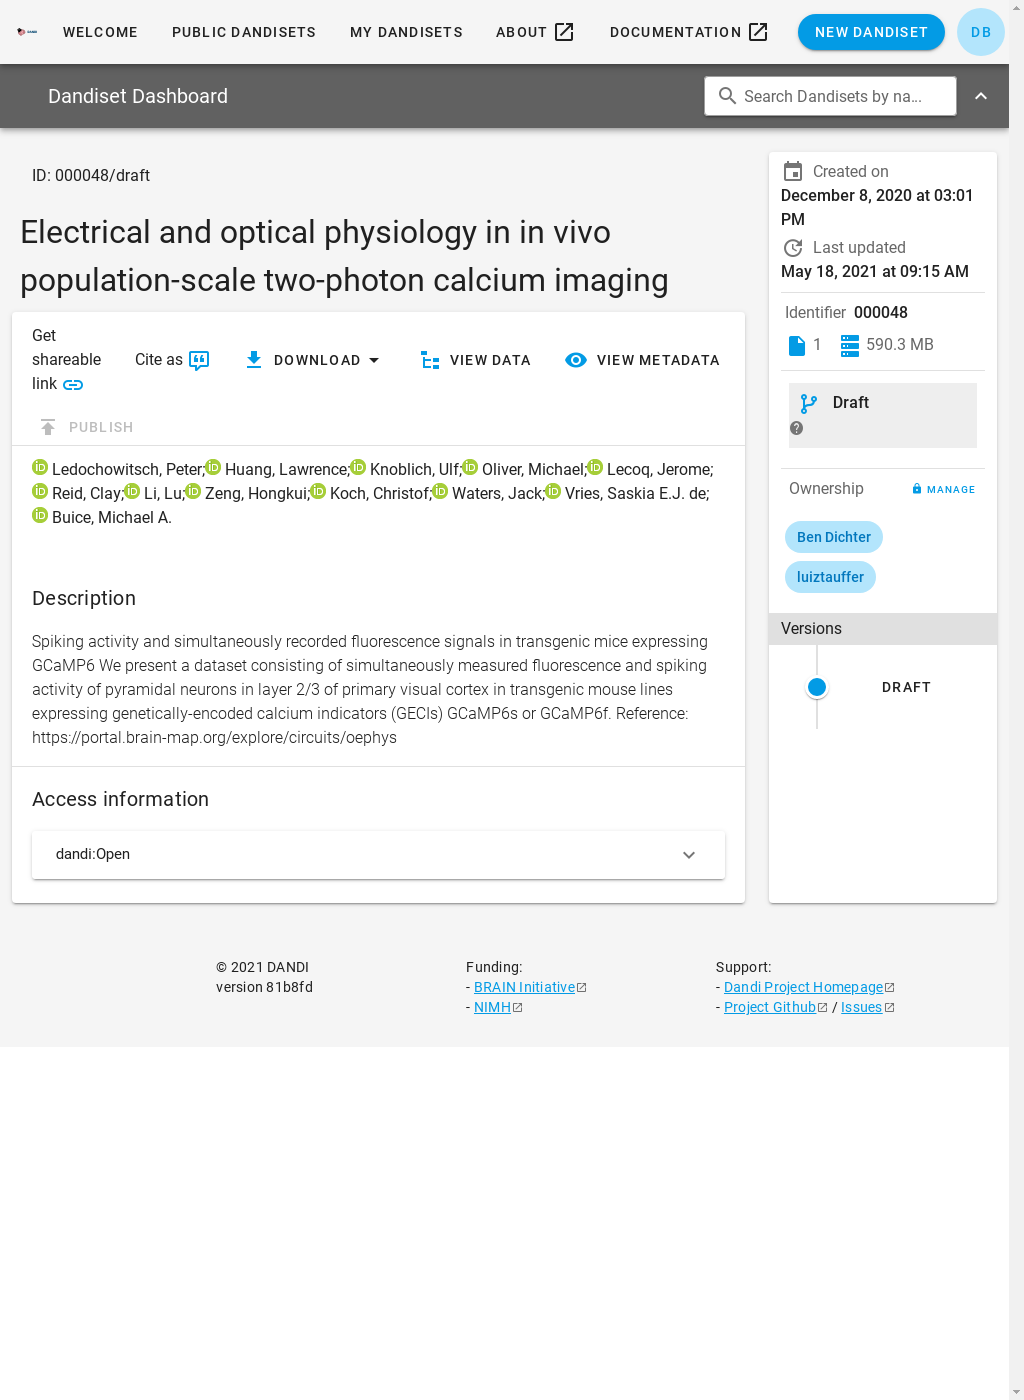 WELCOME
PUBLIC DANDISETS
MY DANDISETS
ABOUT
DOCUMENTATION
NEW DANDISET
DB
Dandiset Dashboard
Search Dandisets by na...
ID: 000048/draft
Electrical and optical physiology in in vivo
population-scale two-photon calcium imaging
Get
shareable
link
Cite as
DOWNLOAD
VIEW DATA
VIEW METADATA
PUBLISH
Ledochowitsch, Peter; Huang, Lawrence; Knoblich, Ulf; Oliver, Michael; Lecoq, Jerome;
Reid, Clay; Li, Lu; Zeng, Hongkui; Koch, Christof; Waters, Jack; Vries, Saskia E.J. de;
Buice, Michael A.
Description
Spiking activity and simultaneously recorded fluorescence signals in transgenic mice expressing
GCaMP6 We present a dataset consisting of simultaneously measured fluorescence and spiking
activity of pyramidal neurons in layer 2/3 of primary visual cortex in transgenic mouse lines
expressing genetically-encoded calcium indicators (GECIs) GCaMP6s or GCaMP6f. Reference:
https://portal.brain-map.org/explore/circuits/oephys
Access information
dandi:Open
Created on
December 8, 2020 at 03:01
PM
Last updated
May 18, 2021 at 09:15 AM
Identifier 000048
1
590.3 MB
Draft
Ownership
MANAGE
Ben Dichter
luiztauffer
Versions
DRAFT
© 2021 DANDI
version 81b8fd
Funding:
- BRAIN Initiative
- NIMH
Support:
- Dandi Project Homepage
- Project Github / Issues